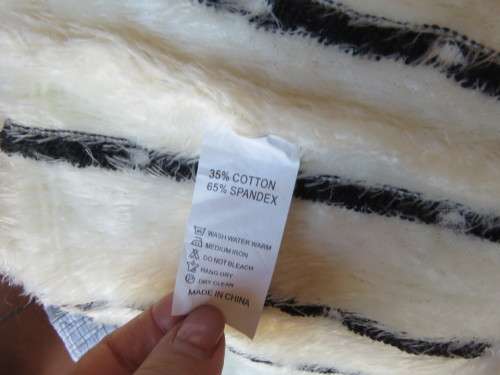 35% COTTON
65% SPANDEX
WASH WATER WARM
MEDIUM IRON
DO NOT BLEACH
HANG DRY
DRY CLEAN
MADE IN CHINA